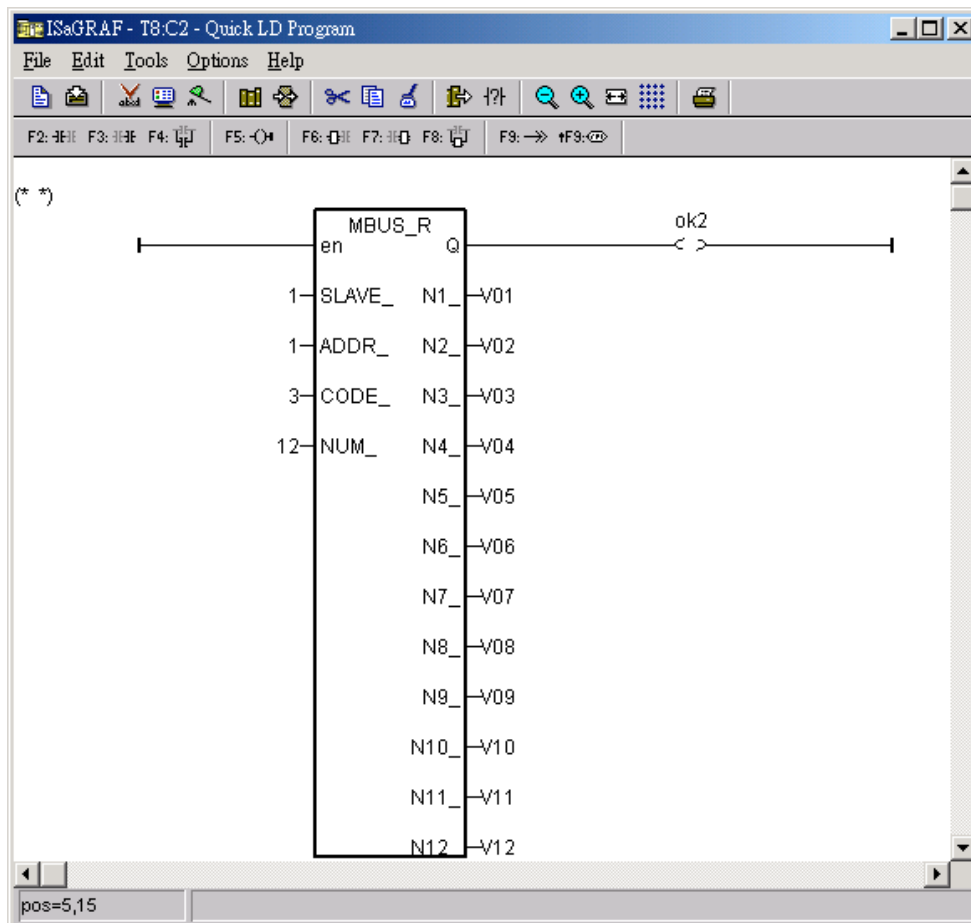 ISaGRAF - T8:C2 - Quick LD Program
File Edit Tools Options Help
F2: F3: F4: F5: F6: F7: F8: F9: F9:
(* *)
MBUS_R ok2
en Q
1 SLAVE_ N1_ V01
1 ADDR_ N2_ V02
3 CODE_ N3_ V03
12 NUM_ N4_ V04
N5_ V05
N6_ V06
N7_ V07
N8_ V08
N9_ V09
N10_ V10
N11_ V11
N12_ V12
pos=5,15